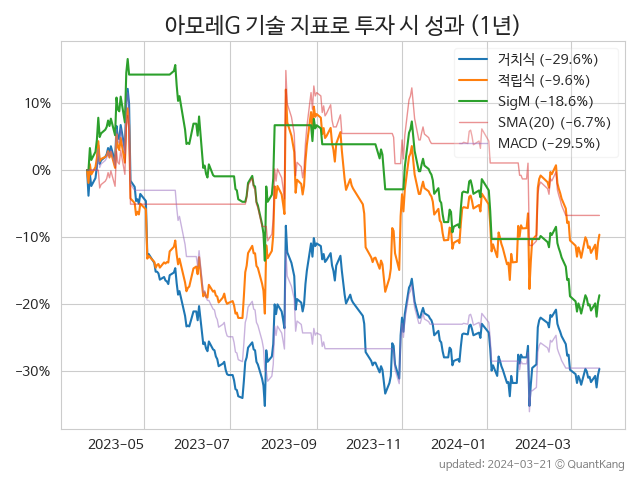 아모레G 기술 지표로 투자 시 성과 (1년)
거치식 (−29.6%)
적립식 (−9.6%)
SigM (−18.6%)
SMA(20) (−6.7%)
MACD (−29.5%)
10%
0%
−10%
−20%
−30%
2023−05
2023−07
2023−09
2023−11
2024−01
2024−03
updated: 2024−03−21 © QuantKang